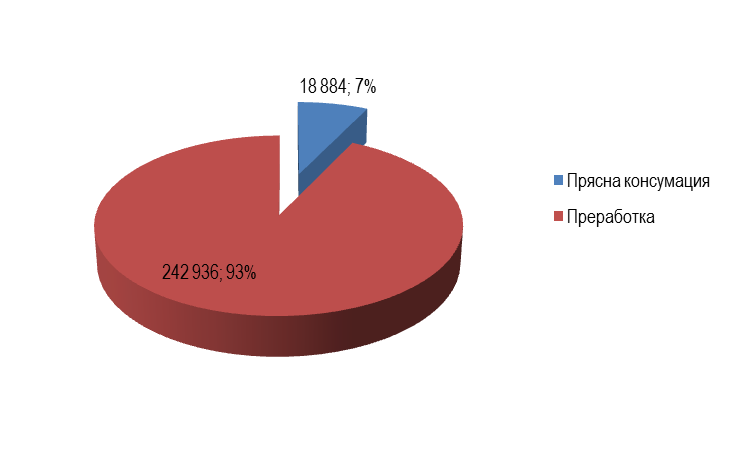 18 884; 7%
Прясна консумация
Преработка
242 936; 93%